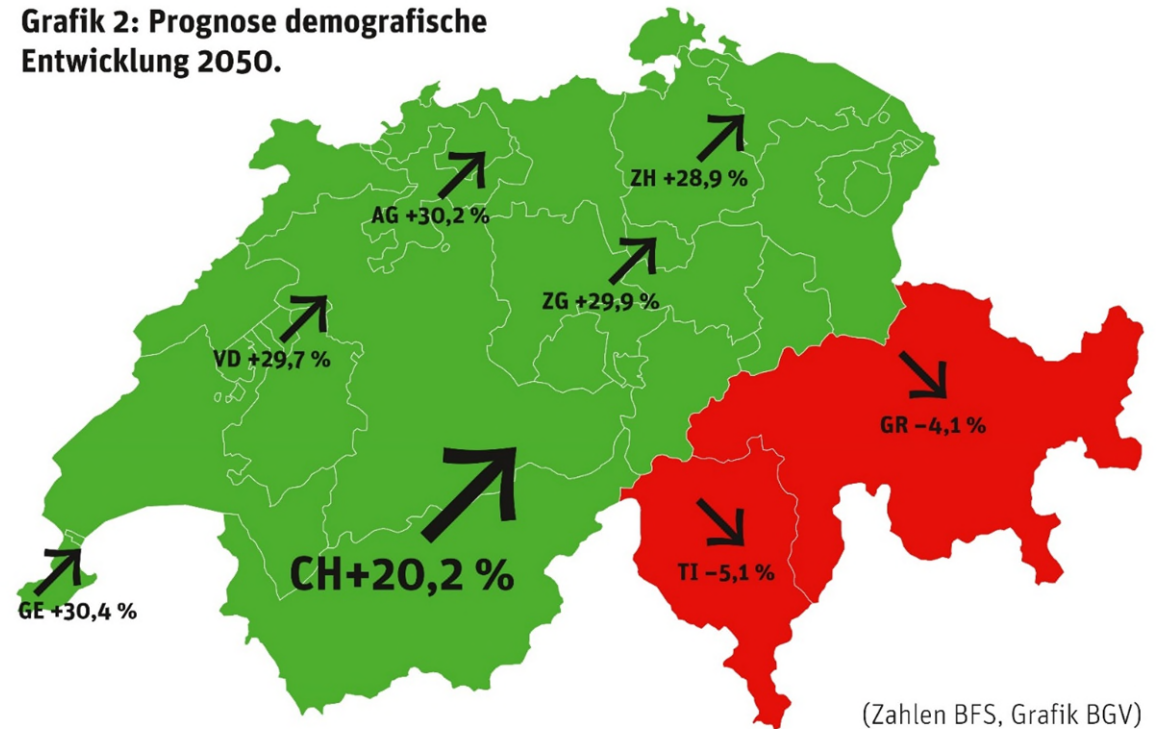 Grafik 2: Prognose demografische
Entwicklung 2050.
ZH +28,9 %
AG +30,2 %
ZG +29,9 %
VD +29,7 %
GR –4,1 %
CH+20,2 %
TI –5,1 %
GE +30,4 %
(Zahlen BFS, Grafik BGV)